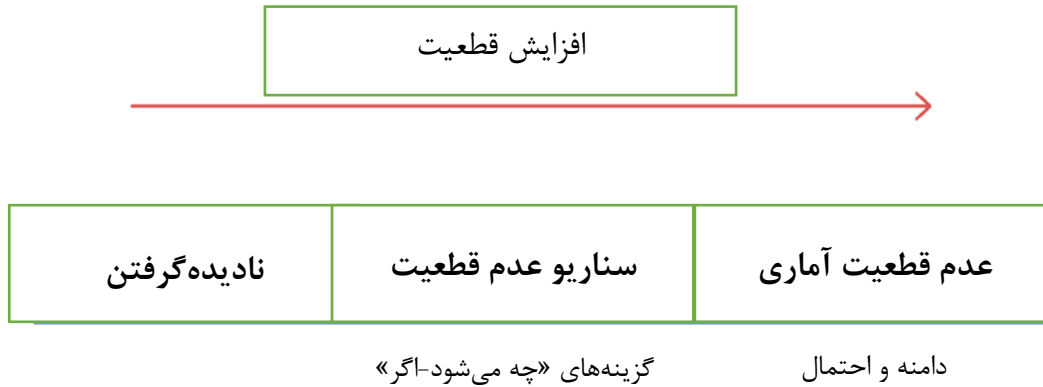 افزایش قطعیت
عدم قطعیت آماری
سناریو عدم قطعیت
نادیده‌گرفتن
دامنه و احتمال
گزینه‌های «چه می‌شود-اگر»